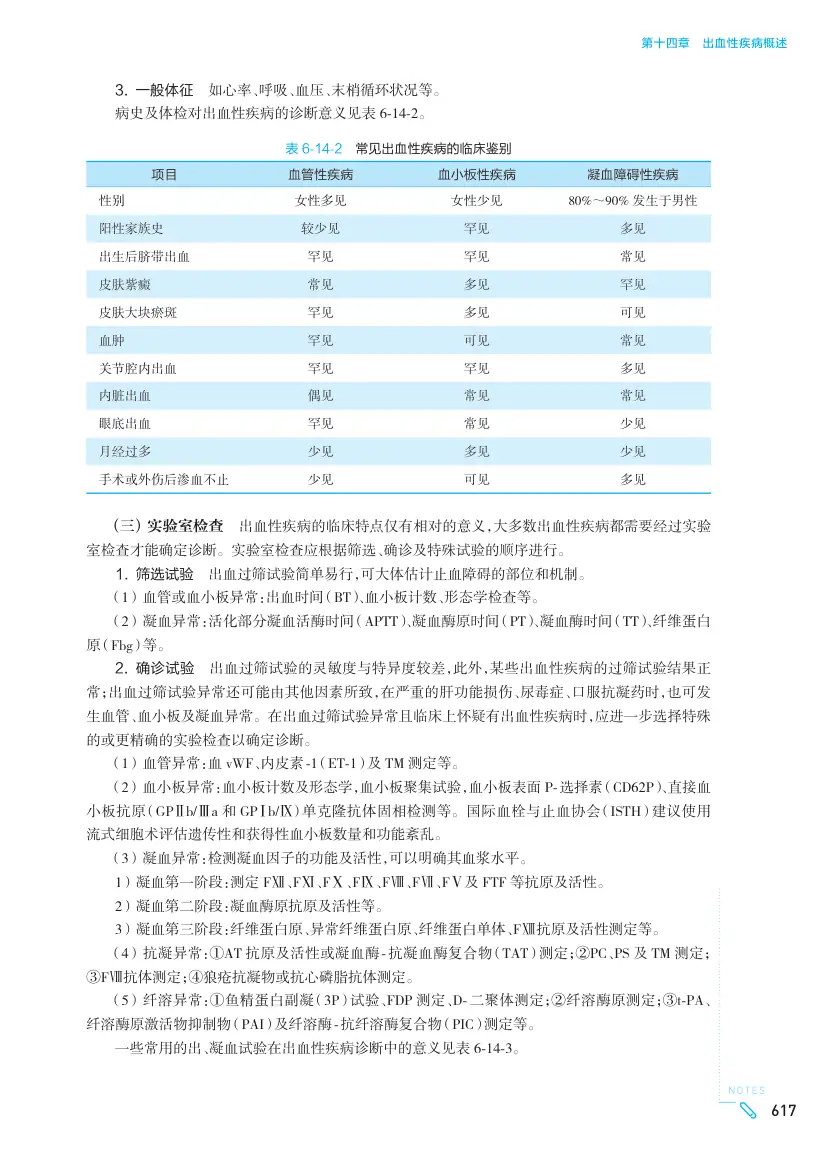 第十四章 出血性疾病概述
3. 一般体征 如心率、呼吸、血压、末梢循环状况等。
病史及体检对出血性疾病的诊断意义见表 6-14-2。
表 6-14-2 常见出血性疾病的临床鉴别
项目 血管性疾病 血小板性疾病 凝血障碍性疾病
性别 女性多见 女性少见 80%～90% 发生于男性
阳性家族史 较少见 罕见 多见
出生后脐带出血 罕见 罕见 常见
皮肤紫癜 常见 多见 罕见
皮肤大块瘀斑 罕见 多见 可见
血肿 罕见 可见 常见
关节腔内出血 罕见 罕见 多见
内脏出血 偶见 常见 常见
眼底出血 罕见 常见 少见
月经过多 少见 多见 少见
手术或外伤后渗血不止 少见 可见 多见
（三）实验室检查 出血性疾病的临床特点仅有相对的意义，大多数出血性疾病都需要经过实验
室检查才能确定诊断。实验室检查应根据筛选、确诊及特殊试验的顺序进行。
1. 筛选试验 出血过筛试验简单易行，可大体估计止血障碍的部位和机制。
（1）血管或血小板异常：出血时间（BT）、血小板计数、形态学检查等。
（2）凝血异常：活化部分凝血活酶时间（APTT）、凝血酶原时间（PT）、凝血酶时间（TT）、纤维蛋白
原（Fbg）等。
2. 确诊试验 出血过筛试验的灵敏度与特异度较差，此外，某些出血性疾病的过筛试验结果正
常；出血过筛试验异常还可能由其他因素所致，在严重的肝功能损伤、尿毒症、口服抗凝药时，也可发
生血管、血小板及凝血异常。在出血过筛试验异常且临床上怀疑有出血性疾病时，应进一步选择特殊
的或更精确的实验检查以确定诊断。
（1）血管异常：血 vWF、内皮素-1（ET-1）及 TM 测定等。
（2）血小板异常：血小板计数及形态学，血小板聚集试验，血小板表面 P-选择素（CD62P）、直接血
小板抗原（GPⅡb/Ⅲa 和 GPⅠb/Ⅸ）单克隆抗体固相检测等。国际血栓与止血协会（ISTH）建议使用
流式细胞术评估遗传性和获得性血小板数量和功能紊乱。
（3）凝血异常：检测凝血因子的功能及活性，可以明确其血浆水平。
1）凝血第一阶段：测定 FⅫ、FⅪ、FⅩ、FⅨ、FⅧ、FⅦ、FⅤ及 FTF 等抗原及活性。
2）凝血第二阶段：凝血酶原抗原及活性等。
3）凝血第三阶段：纤维蛋白原、异常纤维蛋白原、纤维蛋白单体、FⅩⅢ抗原及活性测定等。
（4）抗凝异常：①AT 抗原及活性或凝血酶-抗凝血酶复合物（TAT）测定；②PC、PS 及 TM 测定；
③FⅧ抗体测定；④狼疮抗凝物或抗心磷脂抗体测定。
（5）纤溶异常：①鱼精蛋白副凝（3P）试验、FDP 测定、D-二聚体测定；②纤溶酶原测定；③t-PA、
纤溶酶原激活物抑制物（PAI）及纤溶酶-抗纤溶酶复合物（PIC）测定等。
一些常用的出、凝血试验在出血性疾病诊断中的意义见表 6-14-3。
NOTES
617